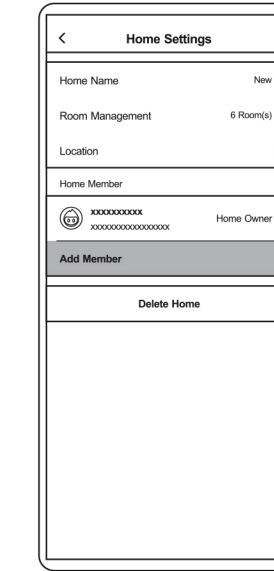 Home Settings
Home Name New
Room Management 6 Room(s)
Location
Home Member
xxxxxxxxxx
xxxxxxxxxxxxxxxxx Home Owner
Add Member
Delete Home